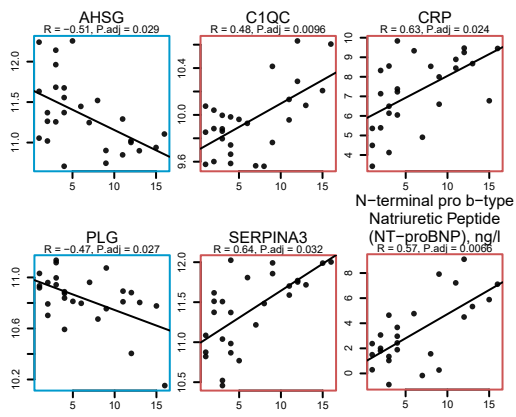 AHSG
R = −0.51, P.adj = 0.029
12.0
11.5
11.0
5 10 15
C1QC
R = 0.48, P.adj = 0.0096
10.4
10.0
9.6
5 10 15
CRP
R = 0.63, P.adj = 0.024
10
9
8
7
6
5
4
5 10 15
PLG
R = −0.47, P.adj = 0.027
11.0
10.6
10.2
5 10 15
SERPINA3
R = 0.64, P.adj = 0.032
12.0
11.5
11.0
10.5
5 10 15
N−terminal pro b−type
Natriuretic Peptide
(NT−proBNP), ng/l
R = 0.57, P.adj = 0.0066
8
6
4
2
0
5 10 15